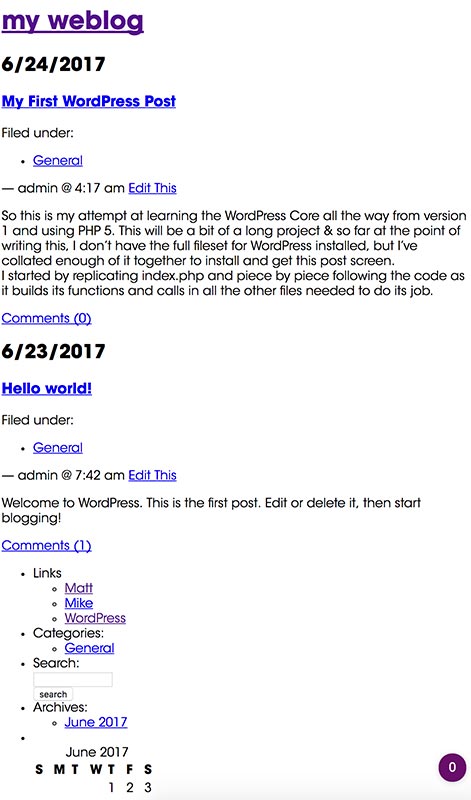 my weblog
6/24/2017
My First WordPress Post
Filed under:
General
— admin @ 4:17 am Edit This
So this is my attempt at learning the WordPress Core all the way from version
1 and using PHP 5. This will be a bit of a long project & so far at the point of
writing this, I don't have the full fileset for WordPress installed, but I've
collated enough of it together to install and get this post screen.
I started by replicating index.php and piece by piece following the code as
it builds its functions and calls in all the other files needed to do its job.
Comments (0)
6/23/2017
Hello world!
Filed under:
General
— admin @ 7:42 am Edit This
Welcome to WordPress. This is the first post. Edit or delete it, then start
blogging!
Comments (1)
Links
Matt
Mike
WordPress
Categories:
General
Search:
search
Archives:
June 2017
June 2017
S M T W T F S
1 2 3
0